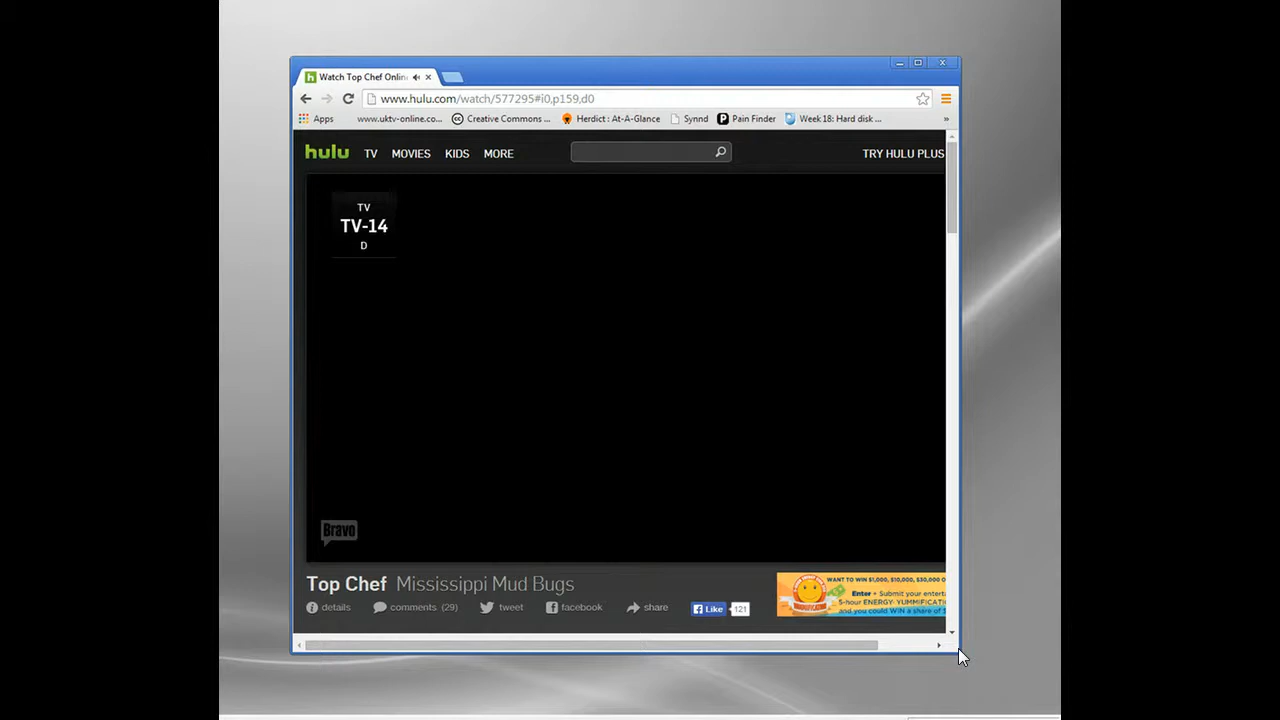 Watch Top Chef Onlin
www.hulu.com/watch/577295#i0,p159,d0
Apps www.uktv-online.co... Creative Commons ... Herdict : At-A-Glance Synnd Pain Finder Week 18: Hard disk ... »
hulu TV MOVIES KIDS MORE TRY HULU PLUS
TV
TV-14
D
Bravo
Top Chef Mississippi Mud Bugs
details comments (29) tweet facebook share Like 121
WANT TO WIN $1,000, $10,000, $30,000 O
Enter + Submit your enterta
5-hour ENERGY· YUMMIFICATI
and you could WIN a share of $